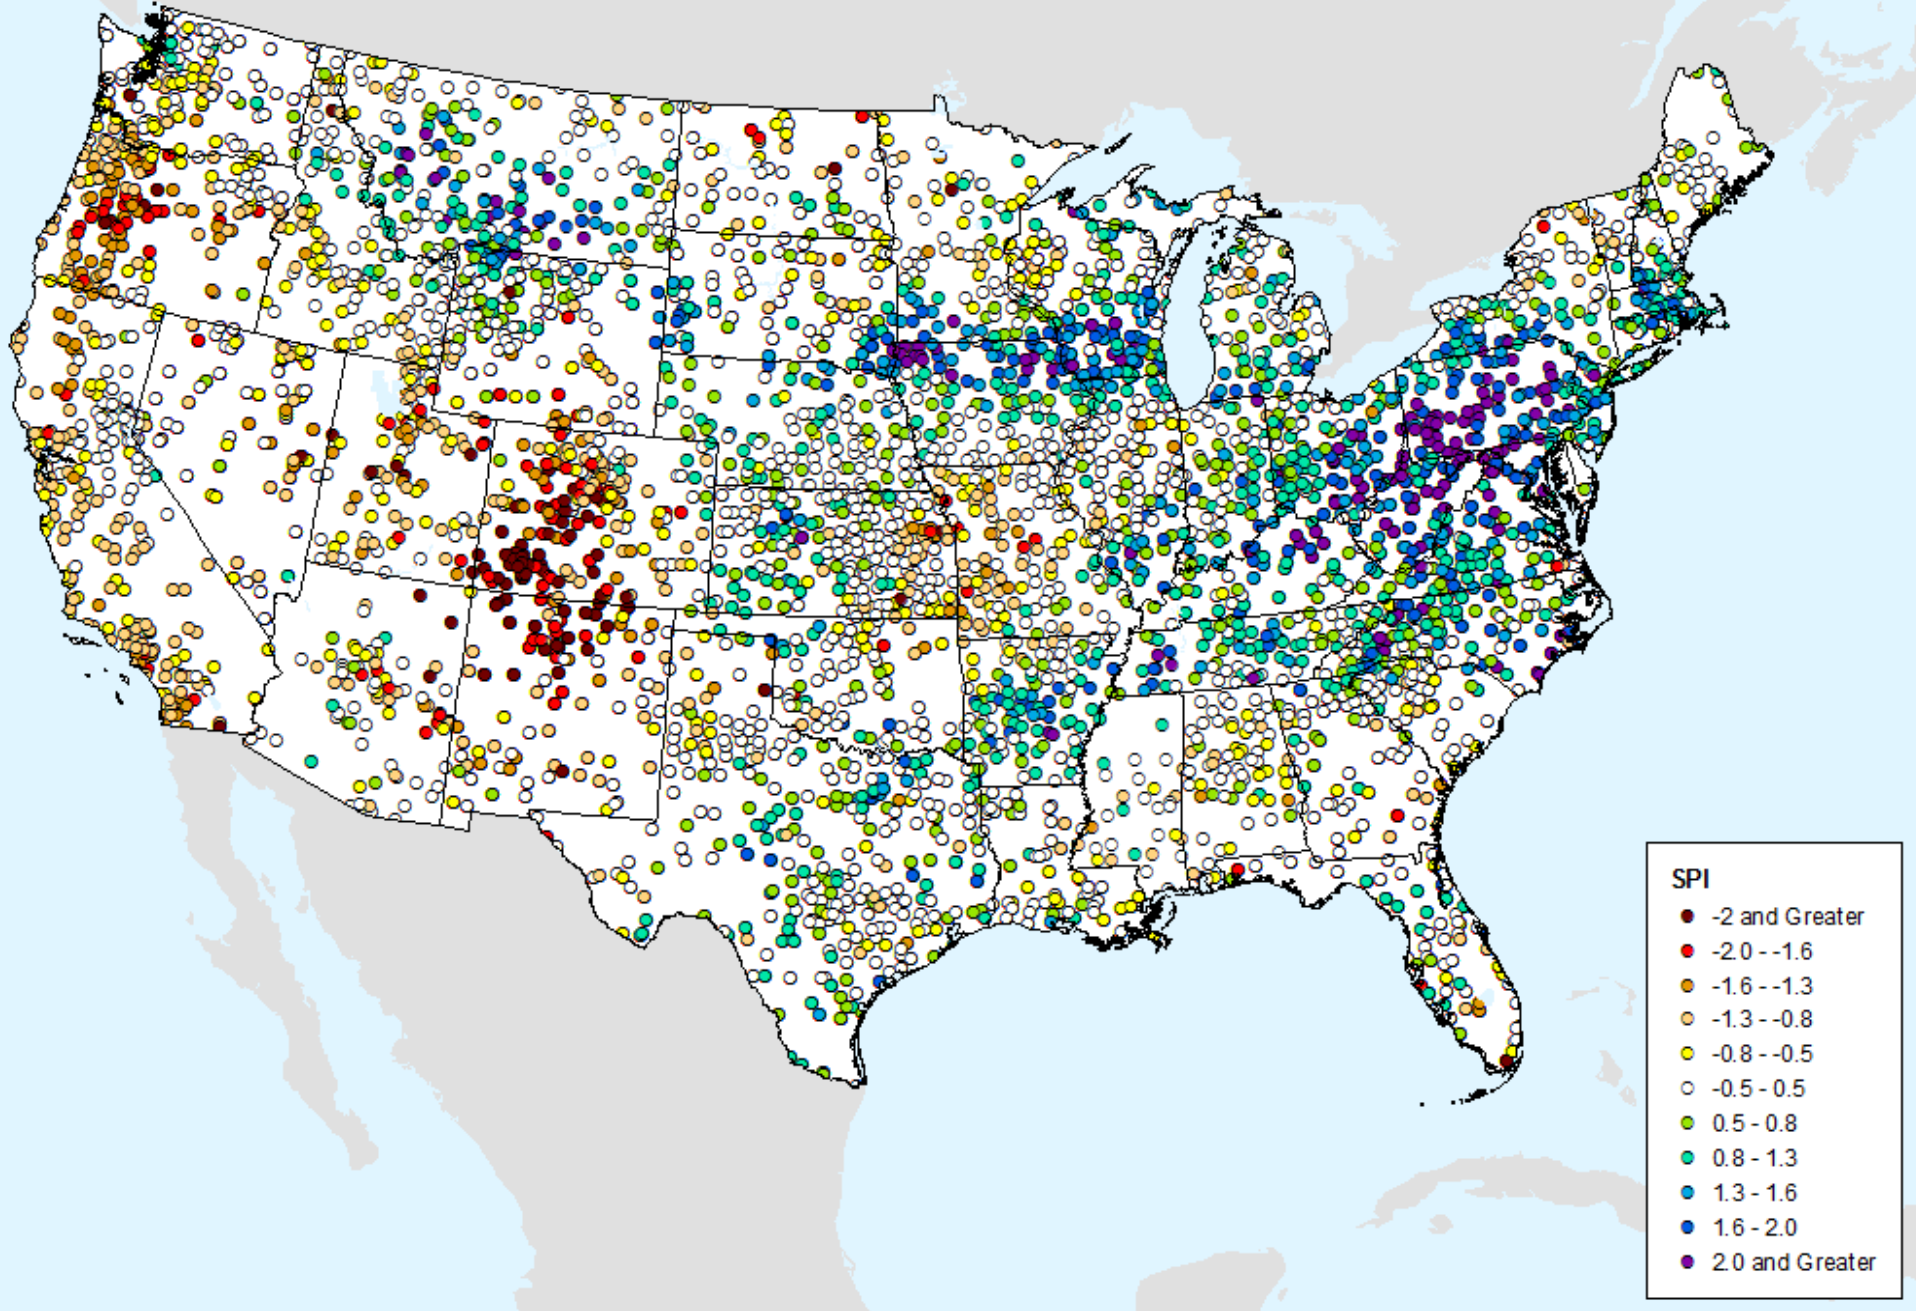 SPI
-2 and Greater
-2.0 - -1.6
-1.6 - -1.3
-1.3 - -0.8
-0.8 - -0.5
-0.5 - 0.5
0.5 - 0.8
0.8 - 1.3
1.3 - 1.6
1.6 - 2.0
2.0 and Greater